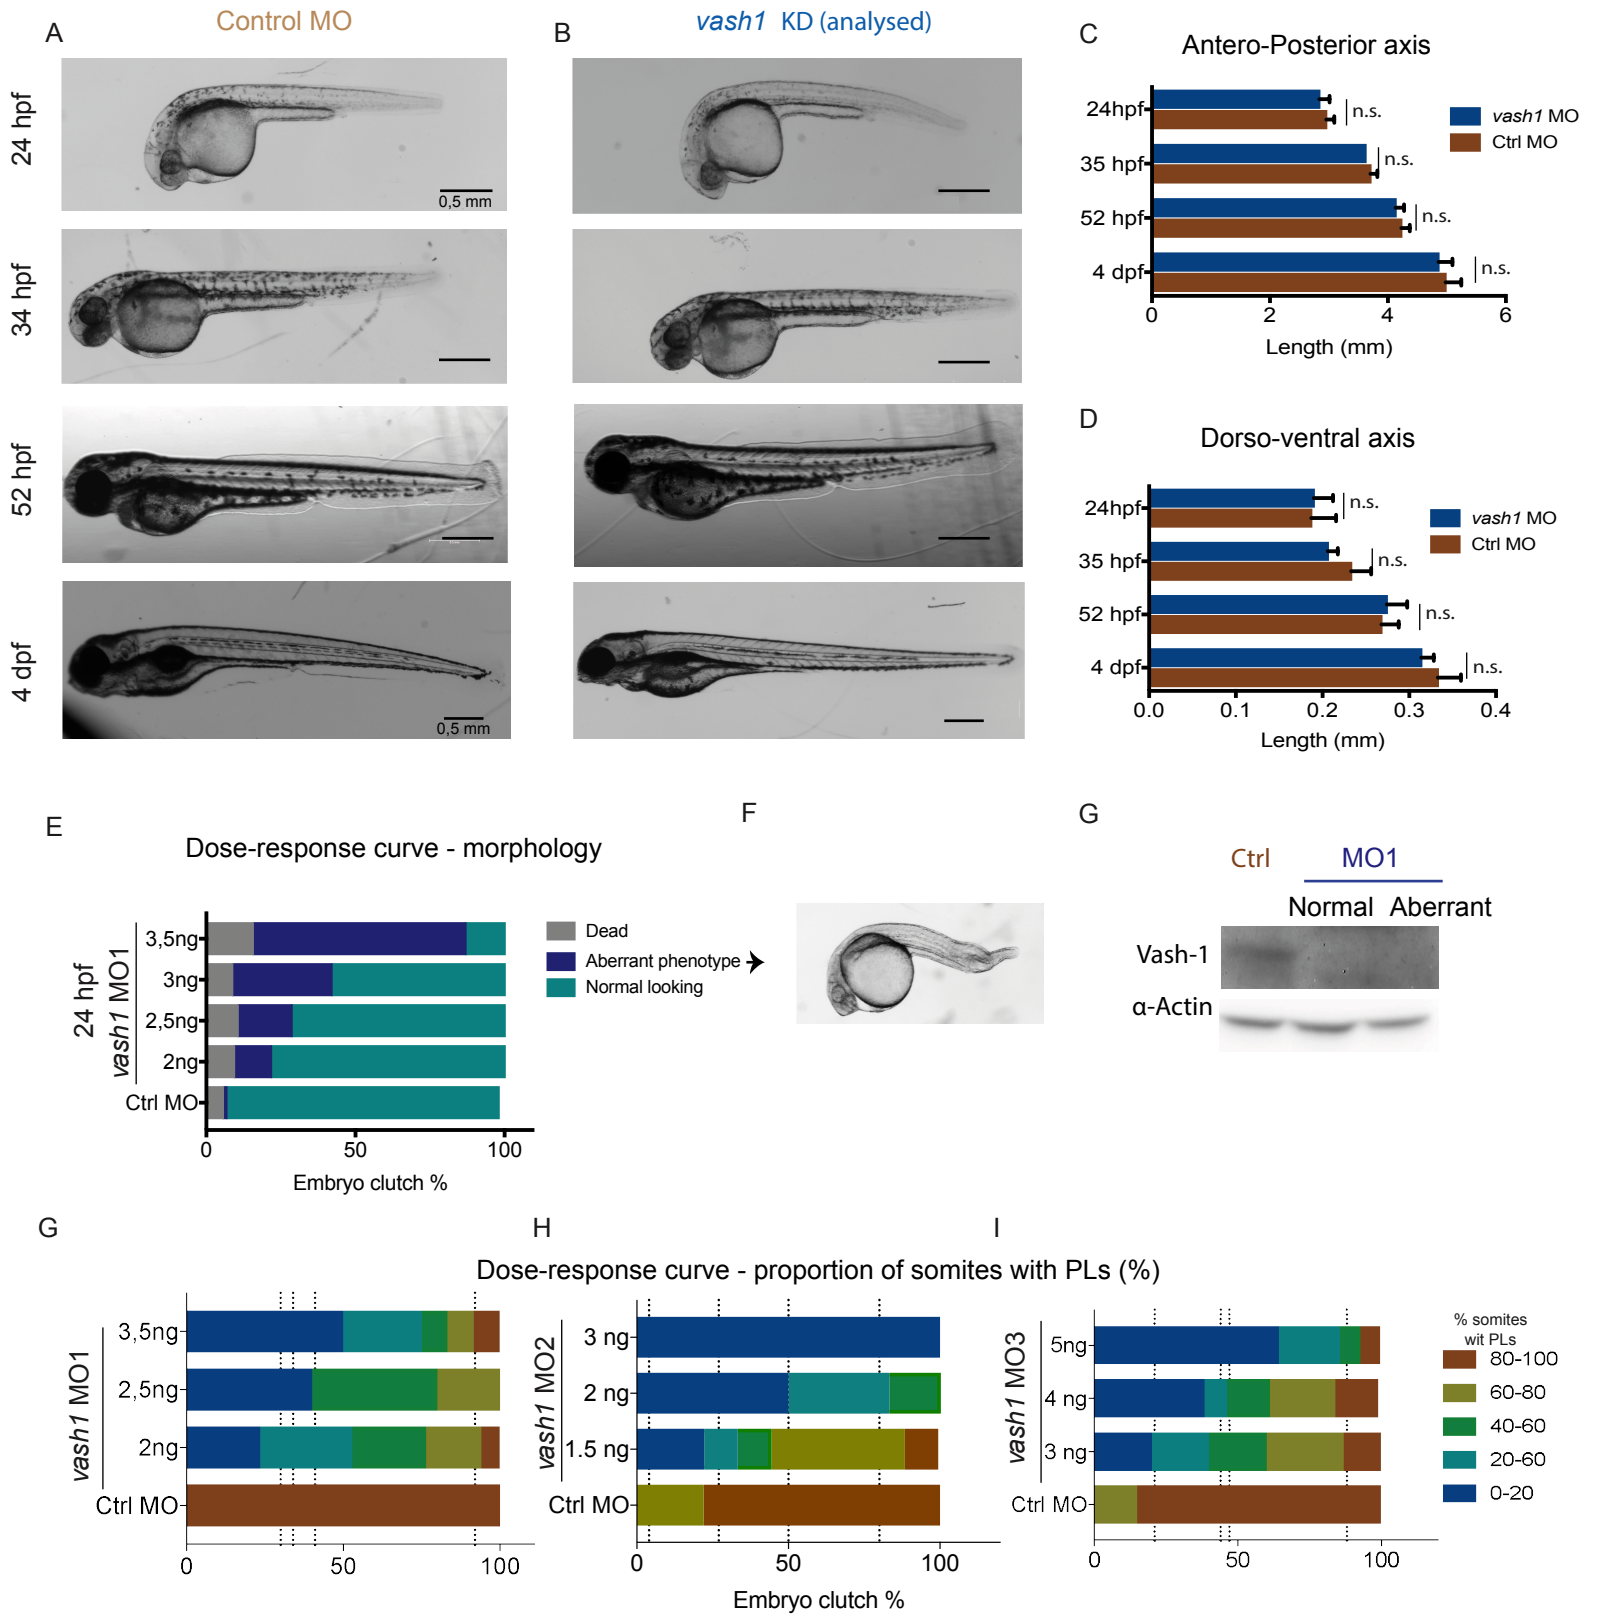 A
Control MO
B
vash1 KD (analysed)
24 hpf
0,5 mm
34 hpf
52 hpf
4 dpf
0,5 mm
C
Antero-Posterior axis
24hpf
n.s.
35 hpf
n.s.
52 hpf
n.s.
4 dpf
n.s.
vash1 MO
Ctrl MO
0 2 4 6
Length (mm)
D
Dorso-ventral axis
24hpf
n.s.
35 hpf
n.s.
52 hpf
n.s.
4 dpf
n.s.
vash1 MO
Ctrl MO
0.0 0.1 0.2 0.3 0.4
Length (mm)
E
Dose-response curve - morphology
24 hpf
vash1 MO1
3,5ng
3ng
2,5ng
2ng
Ctrl MO
0 50 100
Embryo clutch %
Dead
Aberrant phenotype
Normal looking
F
G
Ctrl MO1
Normal Aberrant
Vash-1
α-Actin
G
H
I
Dose-response curve - proportion of somites with PLs (%)
vash1 MO1
3,5ng
2,5ng
2ng
Ctrl MO
0 50 100
vash1 MO2
3 ng
2 ng
1.5 ng
Ctrl MO
0 50 100
Embryo clutch %
vash1 MO3
5ng
4 ng
3 ng
Ctrl MO
0 50 100
% somites
wit PLs
80-100
60-80
40-60
20-60
0-20